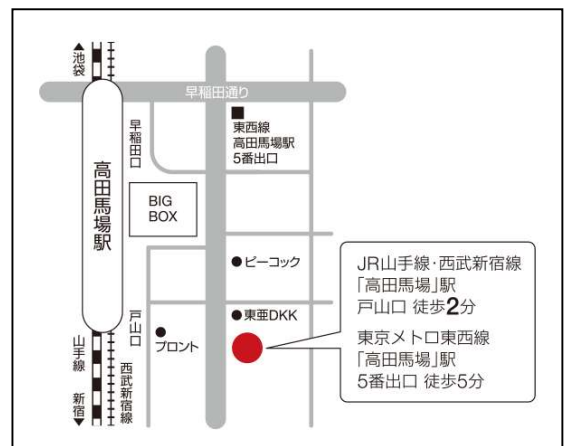 ▲池袋
早稲田通り
早稲田口
東西線
高田馬場駅
5番出口
高田馬場駅
BIG
BOX
ピーコック
戸山口
東亜DKK
プロント
山手線
西武新宿線
新宿▼
JR山手線・西武新宿線
「高田馬場」駅
戸山口 徒歩2分
東京メトロ東西線
「高田馬場」駅
5番出口 徒歩5分